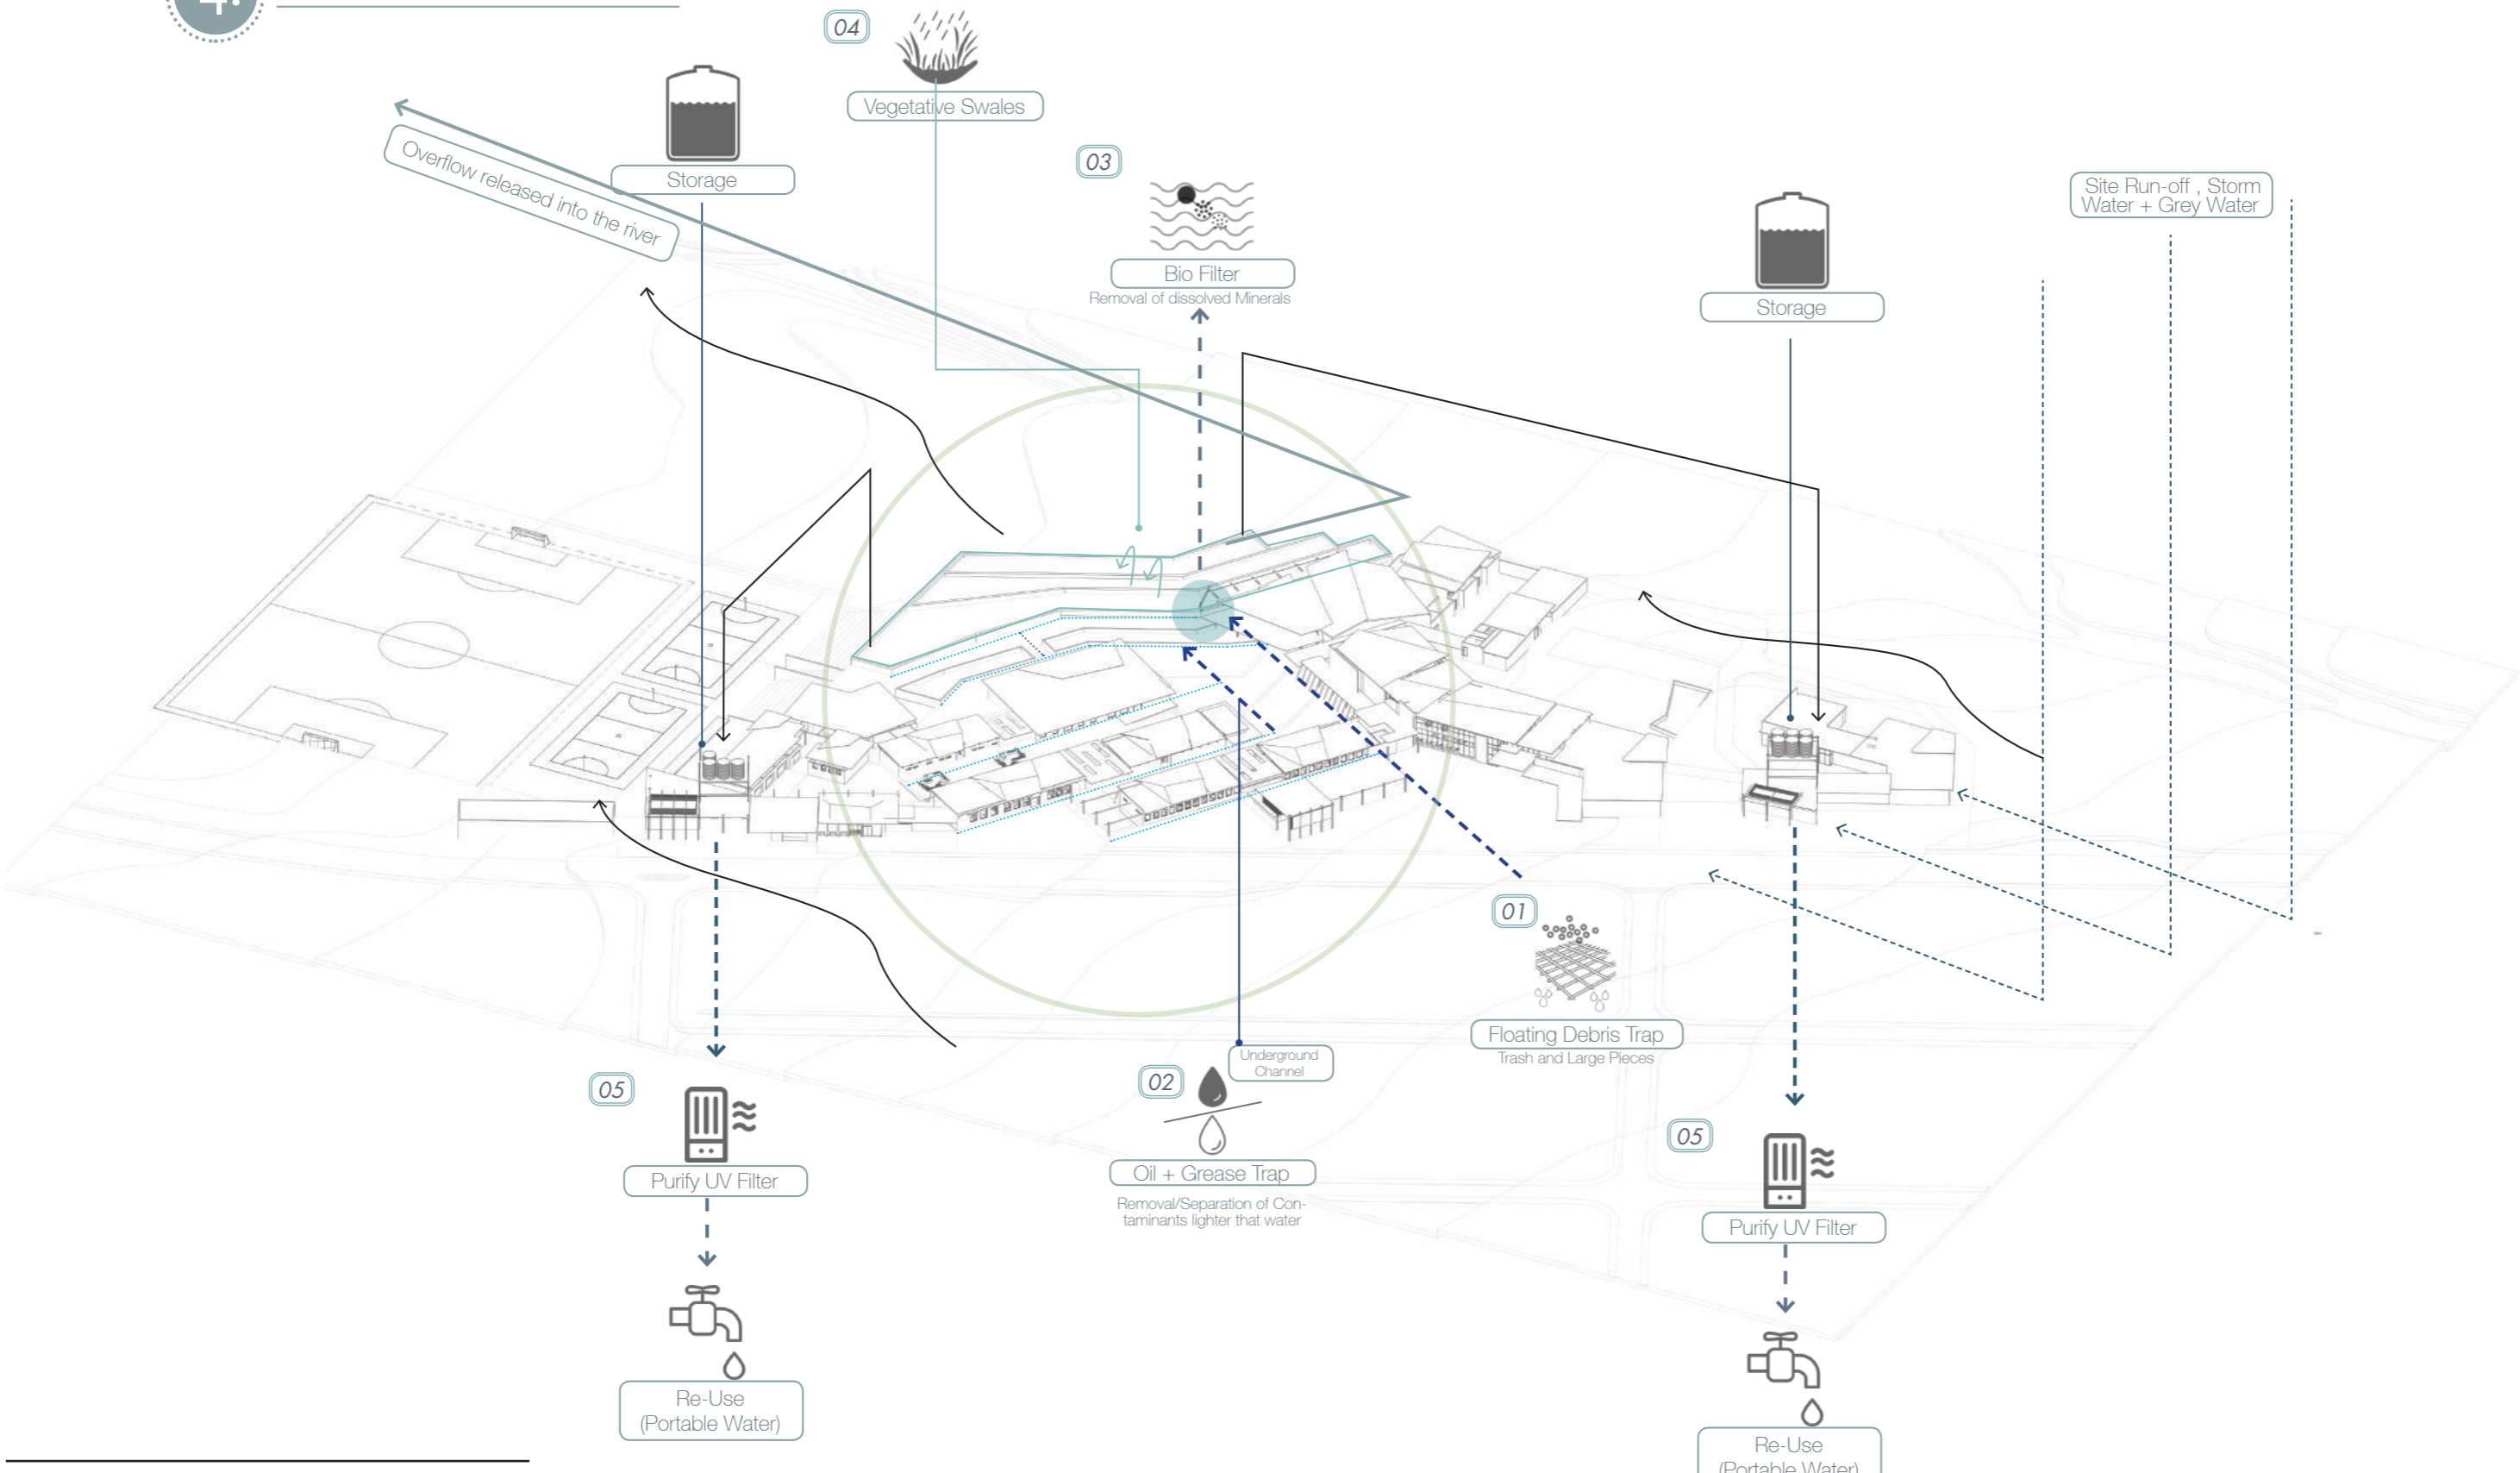 4.
04
Vegetative Swales
Storage
Overflow released into the river
03
Bio Filter
Removal of dissolved Minerals
Site Run-off , Storm
Water + Grey Water
Storage
01
Floating Debris Trap
Trash and Large Pieces
Underground
Channel
02
Oil + Grease Trap
Removal/Separation of Con-
taminants lighter that water
05
Purify UV Filter
Re-Use
(Portable Water)
05
Purify UV Filter
Re-Use
(Portable Water)